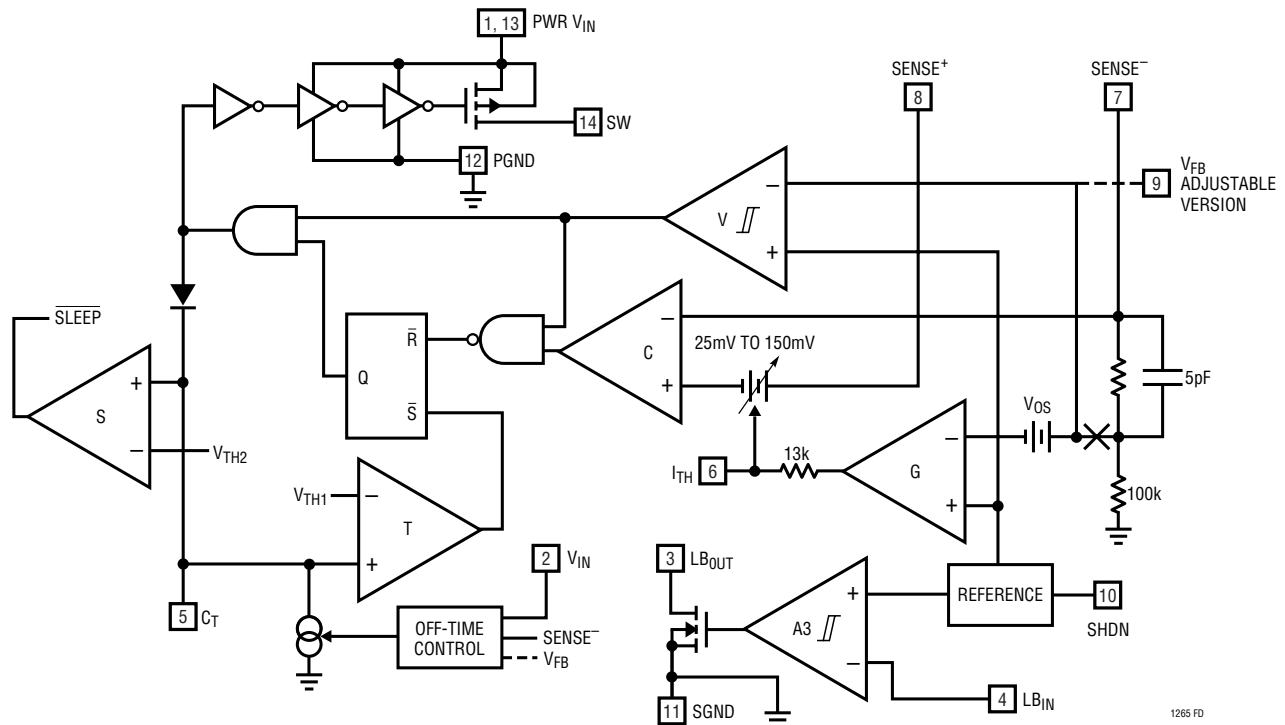 1, 13 PWR VIN
SENSE+
8
SENSE−
7
14 SW
12 PGND
9 VFB
ADJUSTABLE
VERSION
V
−
+
SLEEP
S
+
−
VTH2
Q
R
S
C
−
+
25mV TO 150mV
5pF
VOS
13k
ITH 6
G
−
+
100k
VTH1
T
−
+
2 VIN
5 CT
OFF-TIME
CONTROL
SENSE−
VFB
3 LBOUT
A3
+
−
REFERENCE
10
SHDN
11 SGND
4 LBIN
1265 FD